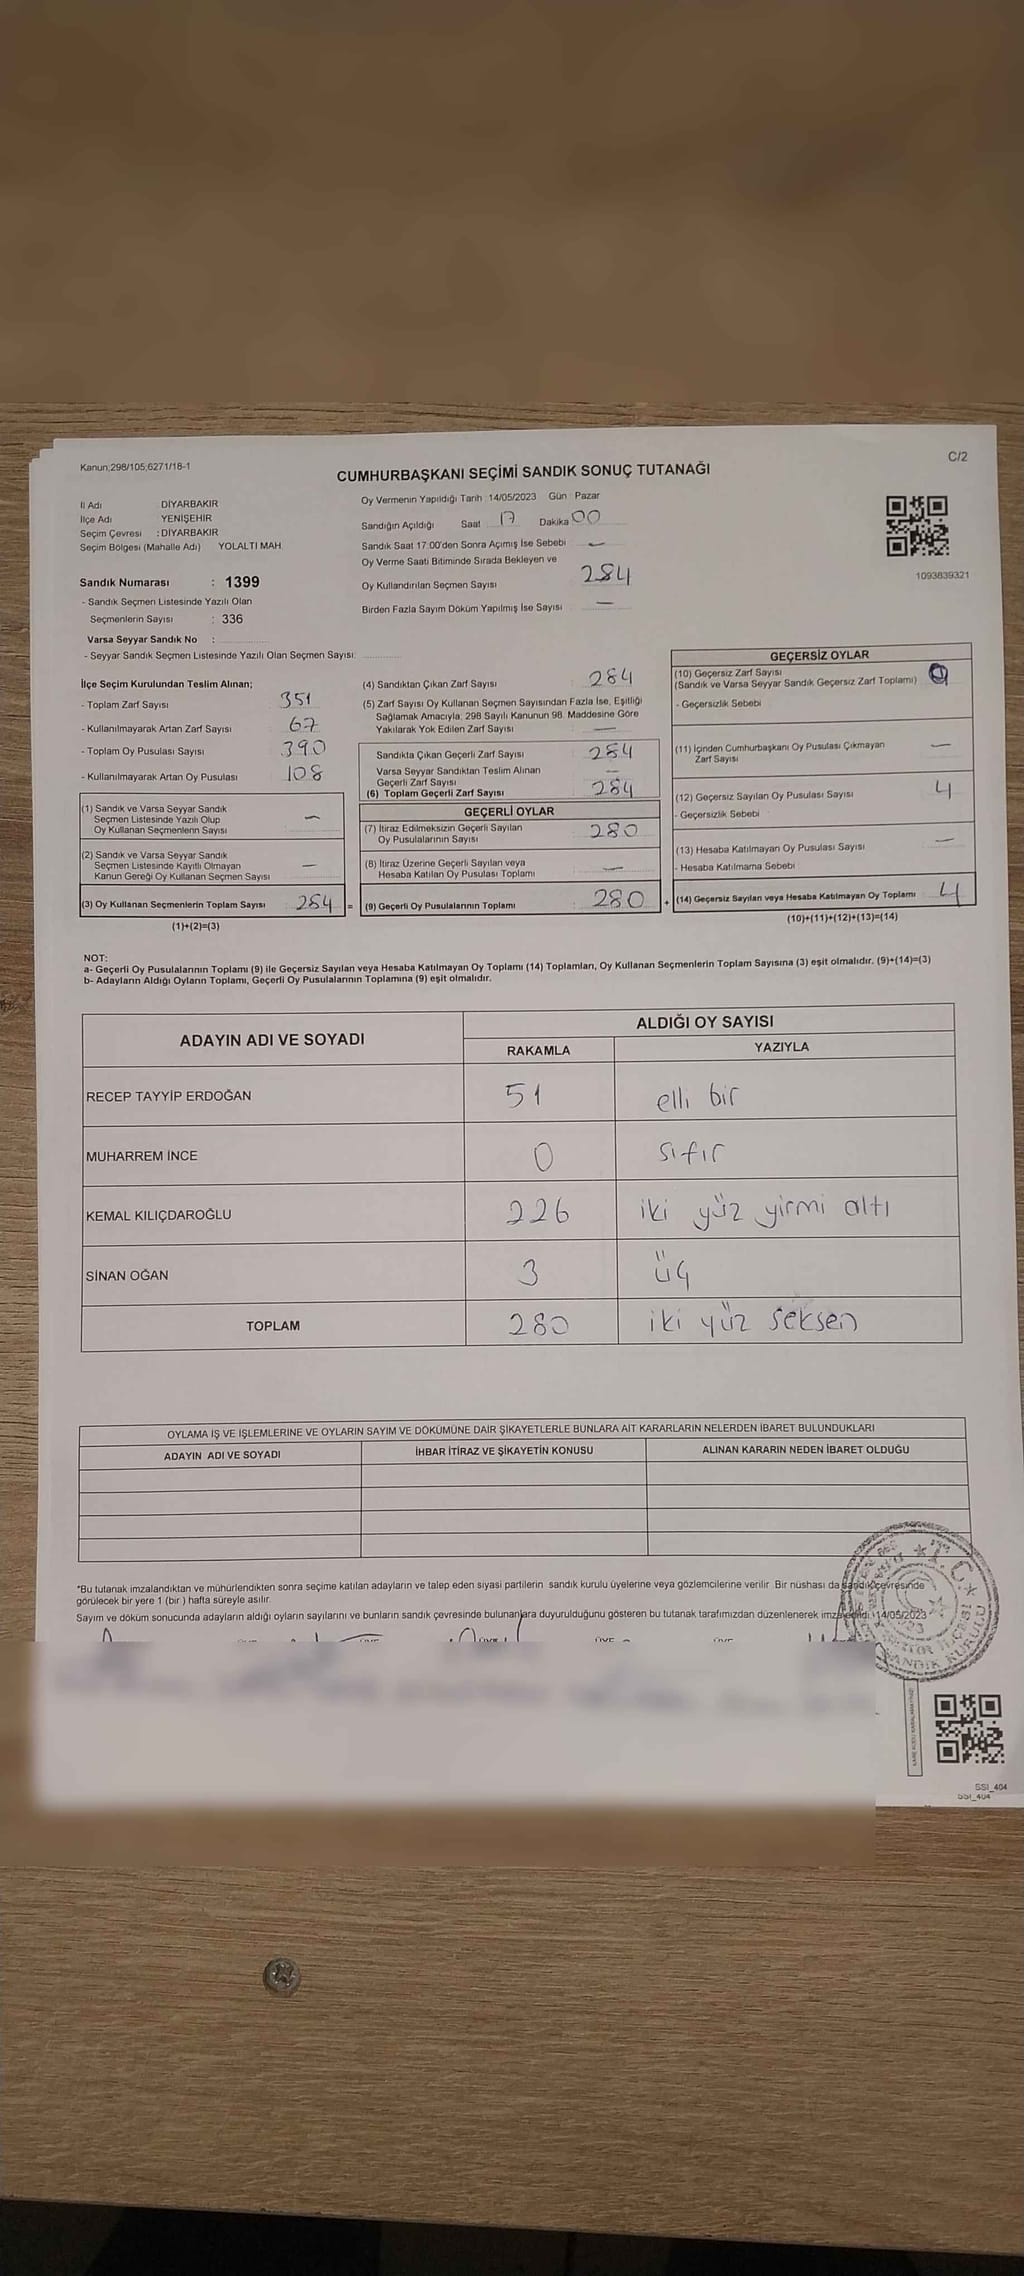 Kanun;298/105;6271/18-1
C/2
CUMHURBAŞKANI SEÇİMİ SANDIK SONUÇ TUTANAĞI
İl Adı DİYARBAKIR
İlçe Adı YENİŞEHİR
Seçim Çevresi : DİYARBAKIR
Seçim Bölgesi (Mahalle Adı) YOLALTI MAH.
Sandık Numarası : 1399
- Sandık Seçmen Listesinde Yazılı Olan
Seçmenlerin Sayısı : 336
Varsa Seyyar Sandık No :
- Seyyar Sandık Seçmen Listesinde Yazılı Olan Seçmen Sayısı:
Oy Vermenin Yapıldığı Tarih : 14/05/2023 Gün : Pazar
Sandığın Açıldığı Saat 17 Dakika 00
Sandık Saat 17:00'den Sonra Açımış İse Sebebi —
Oy Verme Saati Bitiminde Sırada Bekleyen ve
Oy Kullandırılan Seçmen Sayısı 284
Birden Fazla Sayım Döküm Yapılmış İse Sayısı —
1093839321
İlçe Seçim Kurulundan Teslim Alınan;
- Toplam Zarf Sayısı 351
- Kullanılmayarak Artan Zarf Sayısı 67
- Toplam Oy Pusulası Sayısı 390
- Kullanılmayarak Artan Oy Pusulası 108
(1) Sandık ve Varsa Seyyar Sandık
Seçmen Listesinde Yazılı Olup
Oy Kullanan Seçmenlerin Sayısı —
(2) Sandık ve Varsa Seyyar Sandık
Seçmen Listesinde Kayıtlı Olmayan
Kanun Gereği Oy Kullanan Seçmen Sayısı —
(3) Oy Kullanan Seçmenlerin Toplam Sayısı : 284 =
(1)+(2)=(3)
(4) Sandıktan Çıkan Zarf Sayısı : 284
(5) Zarf Sayısı Oy Kullanan Seçmen Sayısından Fazla İse, Eşitliği
Sağlamak Amacıyla; 298 Sayılı Kanunun 98. Maddesine Göre
Yakılarak Yok Edilen Zarf Sayısı —
Sandıkta Çıkan Geçerli Zarf Sayısı : 284
Varsa Seyyar Sandıktan Teslim Alınan
Geçerli Zarf Sayısı —
(6) Toplam Geçerli Zarf Sayısı 284
GEÇERLİ OYLAR
(7) İtiraz Edilmeksizin Geçerli Sayılan
Oy Pusulalarının Sayısı : 280
(8) İtiraz Üzerine Geçerli Sayılan veya
Hesaba Katılan Oy Pusulası Toplamı —
(9) Geçerli Oy Pusulalarının Toplamı : 280 +
GEÇERSİZ OYLAR
(10) Geçersiz Zarf Sayısı
(Sandık ve Varsa Seyyar Sandık Geçersiz Zarf Toplamı)
- Geçersizlik Sebebi
(11) İçinden Cumhurbaşkanı Oy Pusulası Çıkmayan
Zarf Sayısı —
(12) Geçersiz Sayılan Oy Pusulası Sayısı 4
- Geçersizlik Sebebi
(13) Hesaba Katılmayan Oy Pusulası Sayısı —
- Hesaba Katılmama Sebebi
(14) Geçersiz Sayılan veya Hesaba Katılmayan Oy Toplamı 4
(10)+(11)+(12)+(13)=(14)
NOT:
a- Geçerli Oy Pusulalarının Toplamı (9) ile Geçersiz Sayılan veya Hesaba Katılmayan Oy Toplamı (14) Toplamları, Oy Kullanan Seçmenlerin Toplam Sayısına (3) eşit olmalıdır. (9)+(14)=(3)
b- Adayların Aldığı Oyların Toplamı, Geçerli Oy Pusulalarının Toplamına (9) eşit olmalıdır.
ADAYIN ADI VE SOYADI ALDIĞI OY SAYISI
RAKAMLA YAZIYLA
RECEP TAYYİP ERDOĞAN 51 elli bir
MUHARREM İNCE 0 sıfır
KEMAL KILIÇDAROĞLU 226 iki yüz yirmi altı
SİNAN OĞAN 3 üç
TOPLAM 280 iki yüz seksen
OYLAMA İŞ VE İŞLEMLERİNE VE OYLARIN SAYIM VE DÖKÜMÜNE DAİR ŞİKAYETLERLE BUNLARA AİT KARARLARIN NELERDEN İBARET BULUNDUKLARI
ADAYIN ADI VE SOYADI İHBAR İTİRAZ VE ŞİKAYETİN KONUSU ALINAN KARARIN NEDEN İBARET OLDUĞU
*Bu tutanak imzalandıktan ve mühürlendikten sonra seçime katılan adayların ve talep eden siyasi partilerin sandık kurulu üyelerine veya gözlemcilerine verilir. Bir nüshası da sandık çevresinde
görülecek bir yere 1 (bir) hafta süreyle asılır.
Sayım ve döküm sonucunda adayların aldığı oyların sayılarını ve bunların sandık çevresinde bulunanlara duyurulduğunu gösteren bu tutanak tarafımızdan düzenlenerek imza edildi. 14/05/2023
T.C.
SANDIK KURULU
SSI_404
SSI_404